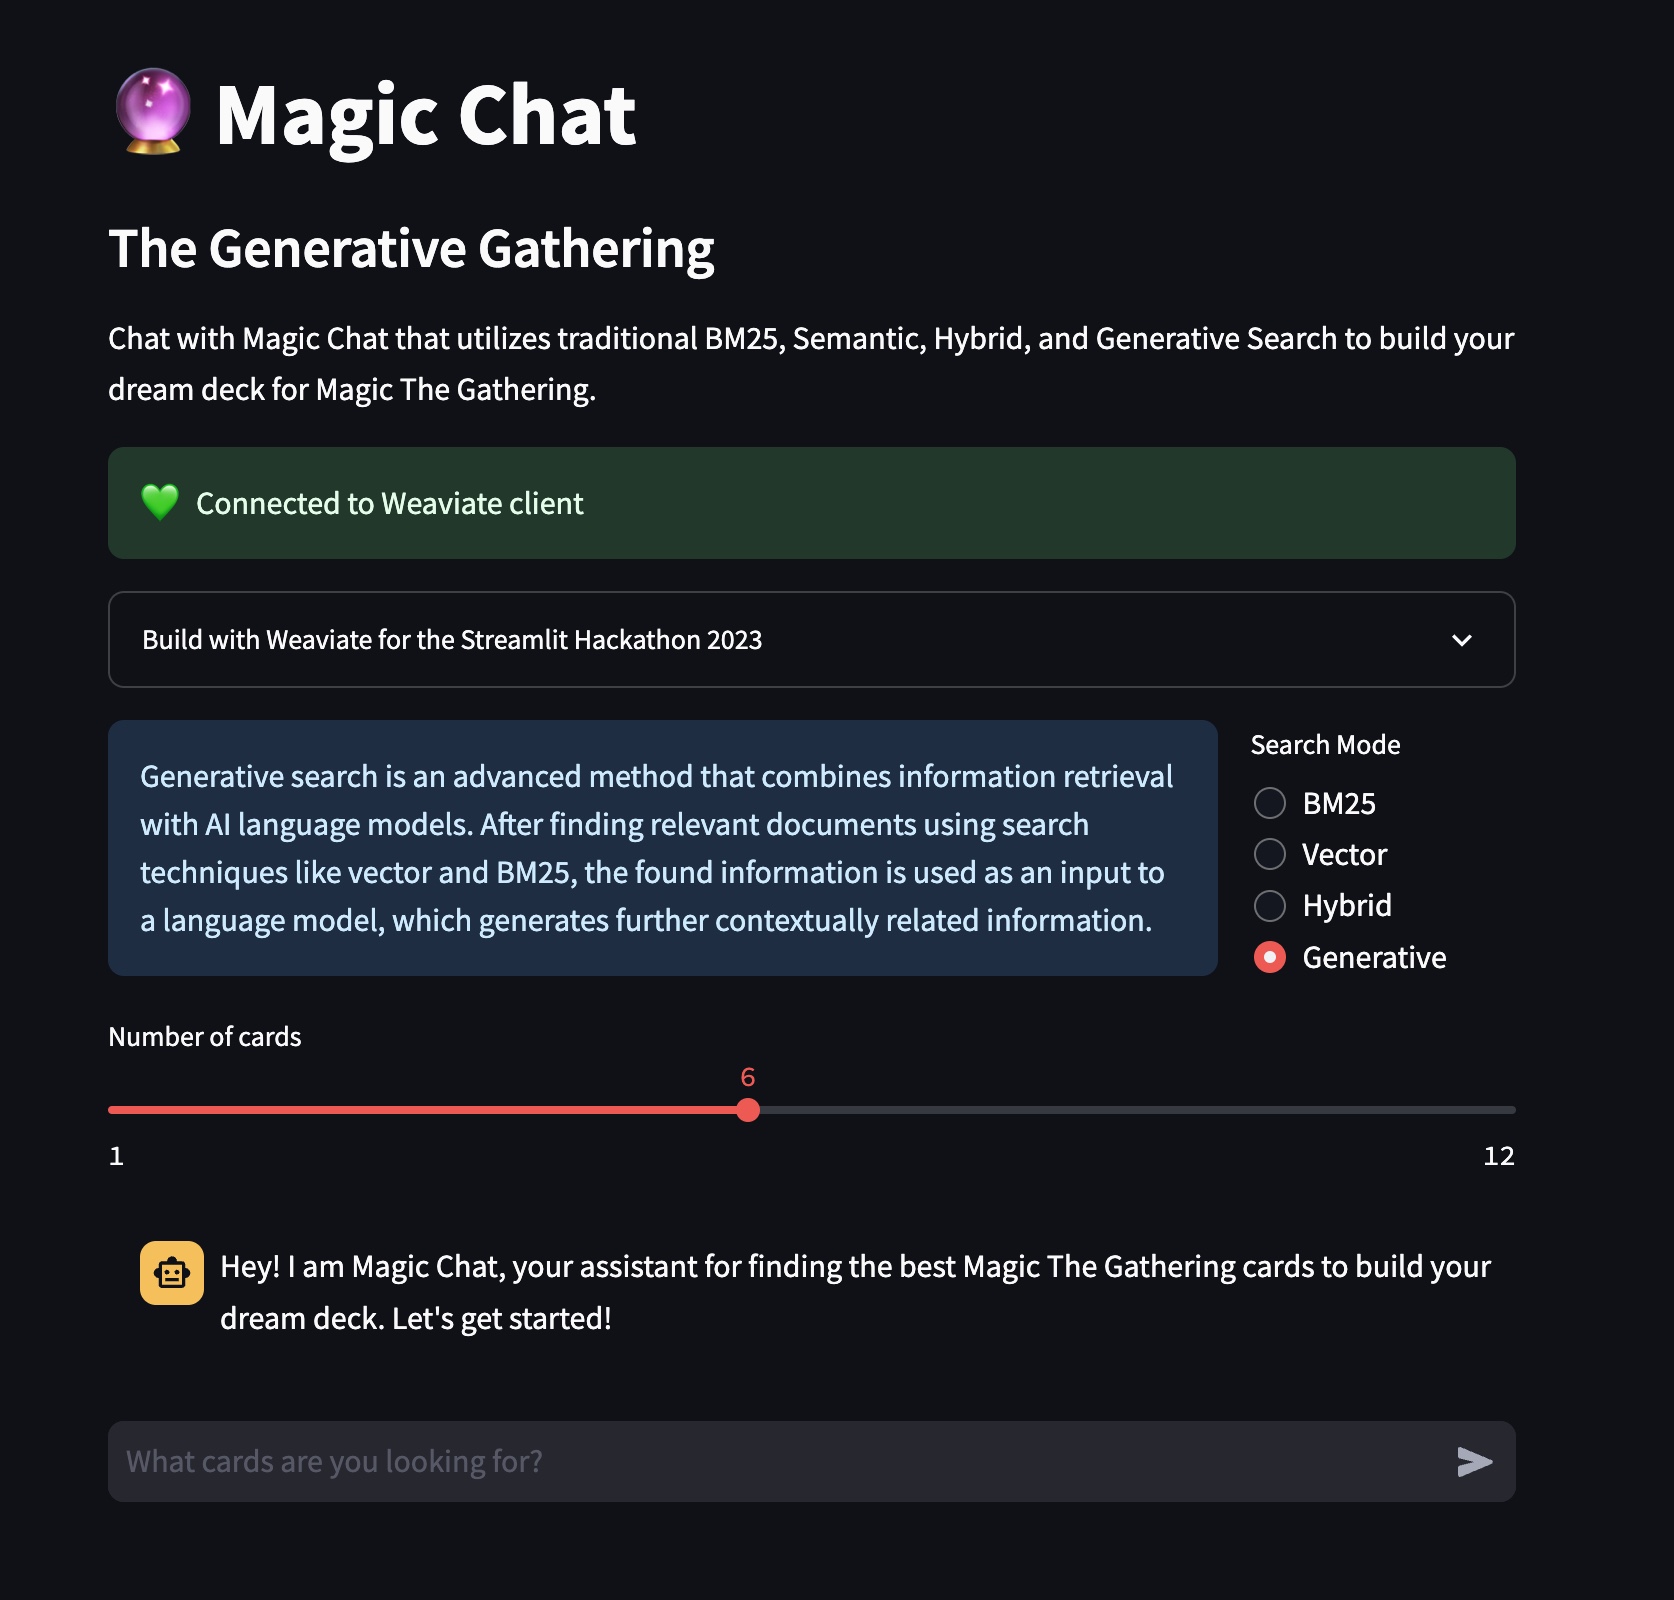 Magic Chat
The Generative Gathering
Chat with Magic Chat that utilizes traditional BM25, Semantic, Hybrid, and Generative Search to build your
dream deck for Magic The Gathering.
Connected to Weaviate client
Build with Weaviate for the Streamlit Hackathon 2023
Generative search is an advanced method that combines information retrieval
with AI language models. After finding relevant documents using search
techniques like vector and BM25, the found information is used as an input to
a language model, which generates further contextually related information.
Search Mode
BM25
Vector
Hybrid
Generative
Number of cards
6
1
12
Hey! I am Magic Chat, your assistant for finding the best Magic The Gathering cards to build your
dream deck. Let's get started!
What cards are you looking for?